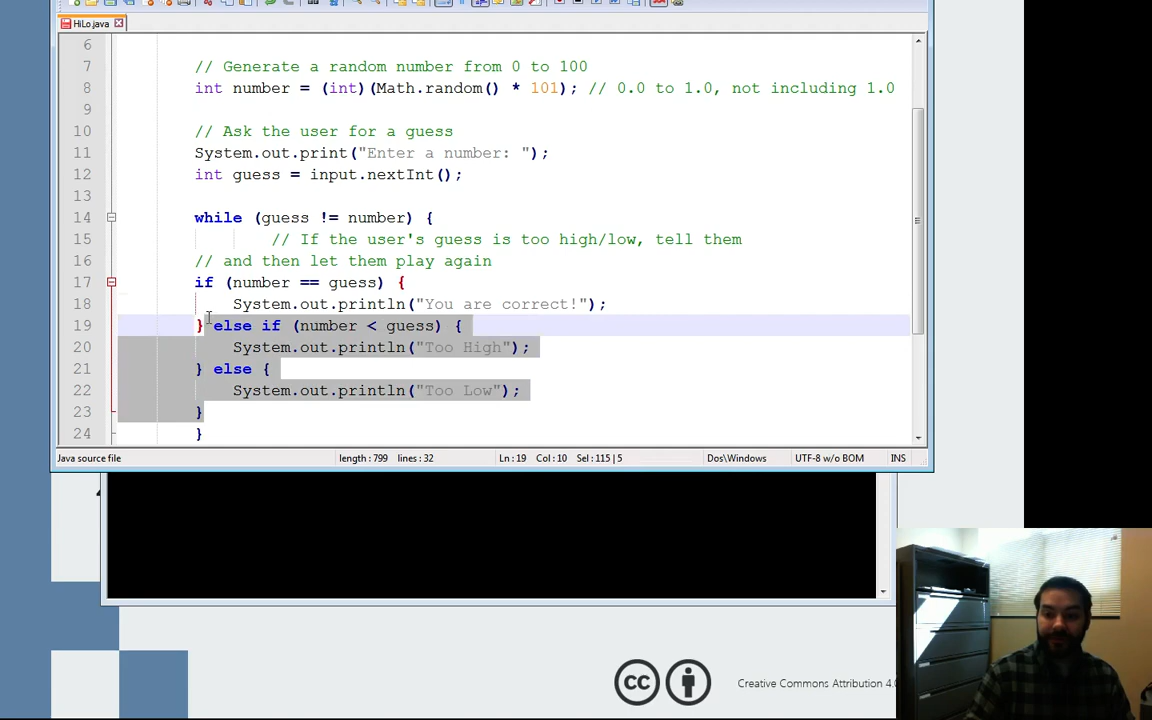 HiLo.java
6
7 // Generate a random number from 0 to 100
8 int number = (int)(Math.random() * 101); // 0.0 to 1.0, not including 1.0
9
10 // Ask the user for a guess
11 System.out.print("Enter a number: ");
12 int guess = input.nextInt();
13
14 while (guess != number) {
15 // If the user's guess is too high/low, tell them
16 // and then let them play again
17 if (number == guess) {
18 System.out.println("You are correct!");
19 } else if (number < guess) {
20 System.out.println("Too High");
21 } else {
22 System.out.println("Too Low");
23 }
24 }
Java source file length : 799 lines : 32 Ln : 19 Col : 10 Sel : 115 | 5 Dos\Windows UTF-8 w/o BOM INS
cc
Creative Commons Attribution 4.